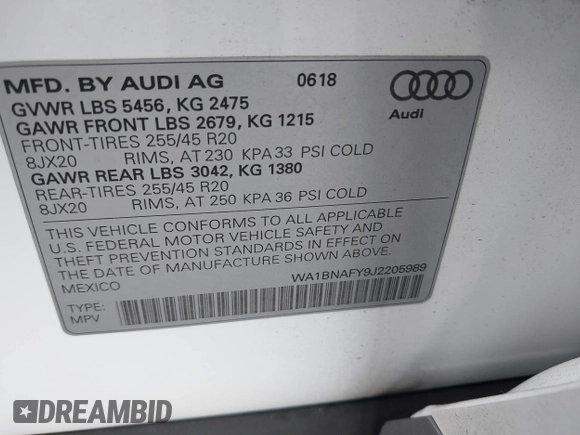 MFD. BY AUDI AG 0618
GVWR LBS 5456, KG 2475
GAWR FRONT LBS 2679, KG 1215
FRONT-TIRES 255/45 R20
8JX20 RIMS, AT 230 KPA 33 PSI COLD
GAWR REAR LBS 3042, KG 1380
REAR-TIRES 255/45 R20
8JX20 RIMS, AT 250 KPA 36 PSI COLD
Audi
THIS VEHICLE CONFORMS TO ALL APPLICABLE
U.S. FEDERAL MOTOR VEHICLE SAFETY AND
THEFT PREVENTION STANDARDS IN EFFECT ON
THE DATE OF MANUFACTURE SHOWN ABOVE.
MEXICO WA1BNAFY9J2205989
TYPE:
MPV
DREAMBID